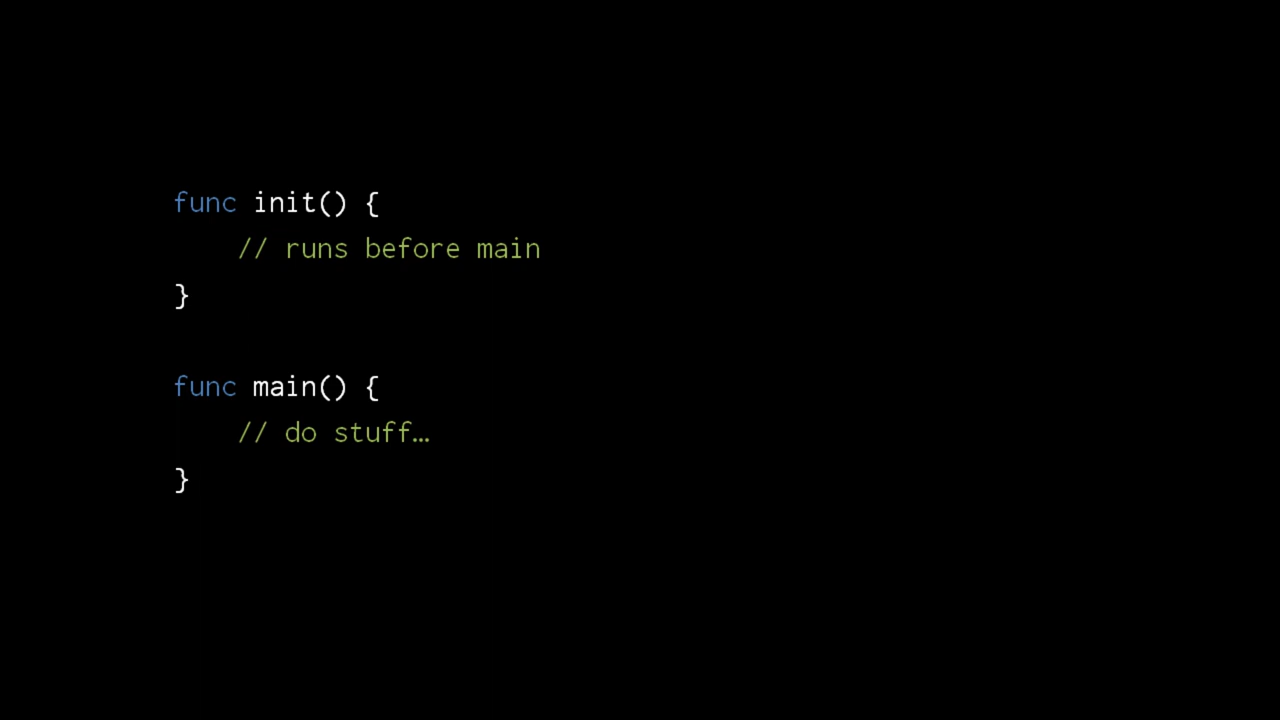 func init() {
    // runs before main
}

func main() {
    // do stuff…
}